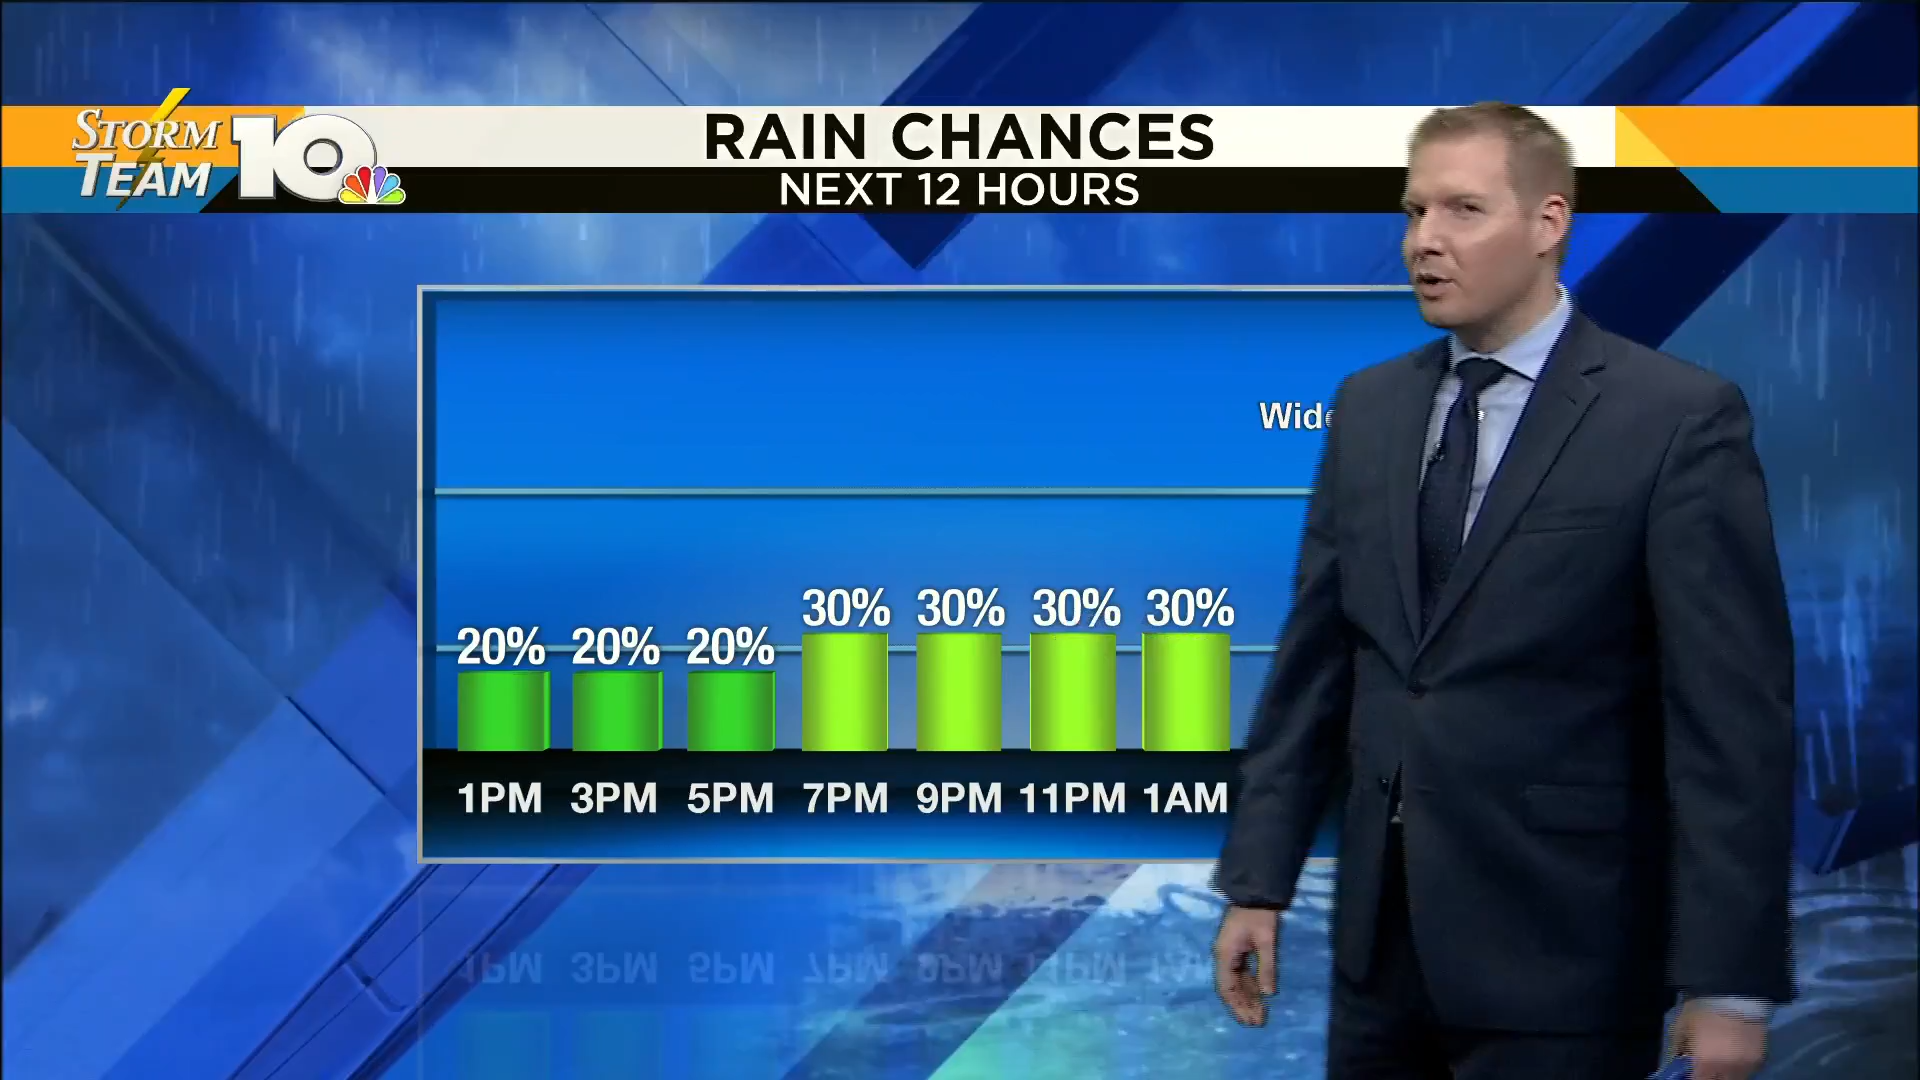 STORM
TEAM 10
RAIN CHANCES
NEXT 12 HOURS
20% 20% 20% 30% 30% 30% 30%
1PM 3PM 5PM 7PM 9PM 11PM 1AM